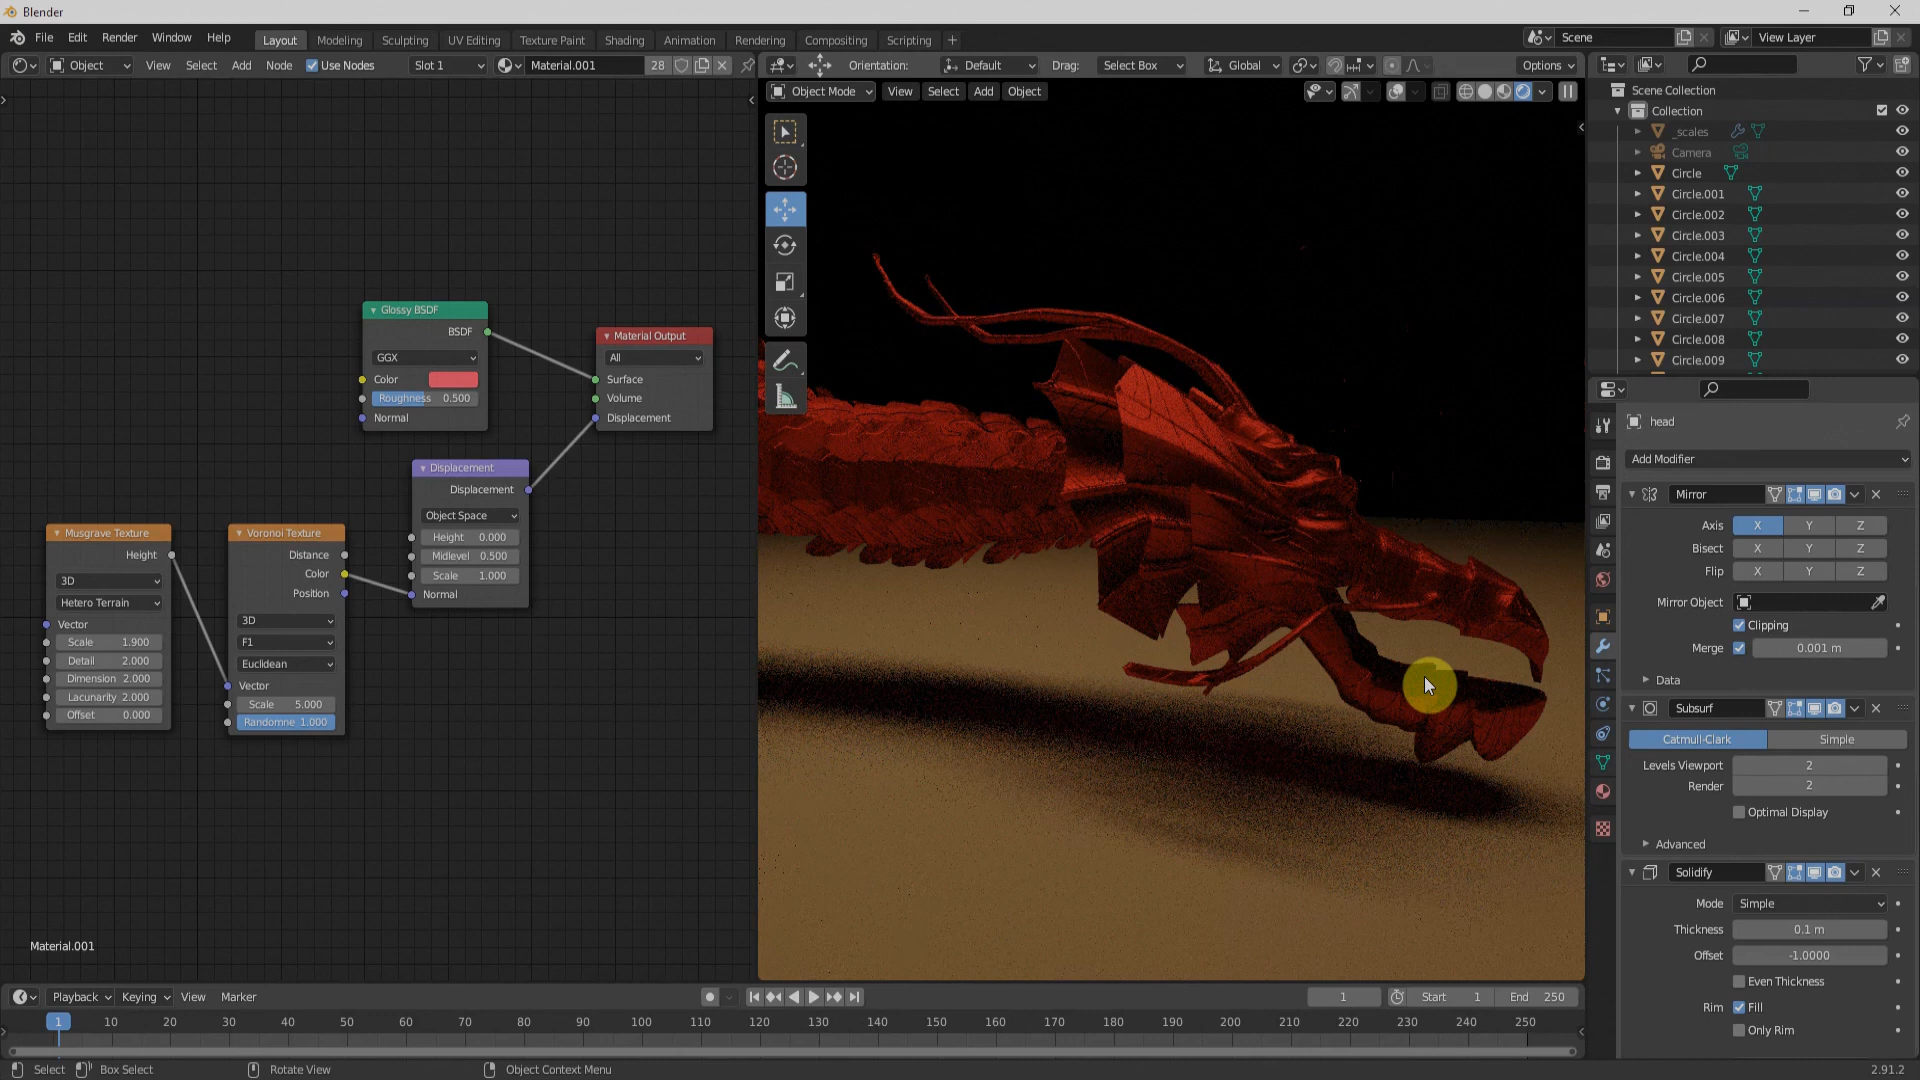 Blender
File Edit Render Window Help
Layout Modeling Sculpting UV Editing Texture Paint Shading Animation Rendering Compositing Scripting +
Scene
View Layer
Object View Select Add Node Use Nodes Slot 1 Material.001 28
Orientation: Default Drag: Select Box Global Options
Object Mode View Select Add Object
Scene Collection
Collection
_scales
Camera
Circle
Circle.001
Circle.002
Circle.003
Circle.004
Circle.005
Circle.006
Circle.007
Circle.008
Circle.009
Glossy BSDF
BSDF
GGX
Color
Roughness 0.500
Normal
Material Output
All
Surface
Volume
Displacement
Displacement
Displacement
Object Space
Height 0.000
Midlevel 0.500
Scale 1.000
Normal
Musgrave Texture
Height
3D
Hetero Terrain
Vector
Scale 1.900
Detail 2.000
Dimension 2.000
Lacunarity 2.000
Offset 0.000
Voronoi Texture
Distance
Color
Position
3D
F1
Euclidean
Vector
Scale 5.000
Randomne 1.000
Material.001
head
Add Modifier
Mirror
Axis X Y Z
Bisect X Y Z
Flip X Y Z
Mirror Object
Clipping
Merge 0.001 m
Data
Subsurf
Catmull-Clark Simple
Levels Viewport 2
Render 2
Optimal Display
Advanced
Solidify
Mode Simple
Thickness 0.1 m
Offset -1.0000
Even Thickness
Rim Fill
Only Rim
Playback Keying View Marker
1 Start 1 End 250
1 10 20 30 40 50 60 70 80 90 100 110 120 130 140 150 160 170 180 190 200 210 220 230 240 250
Select Box Select Rotate View Object Context Menu 2.91.2